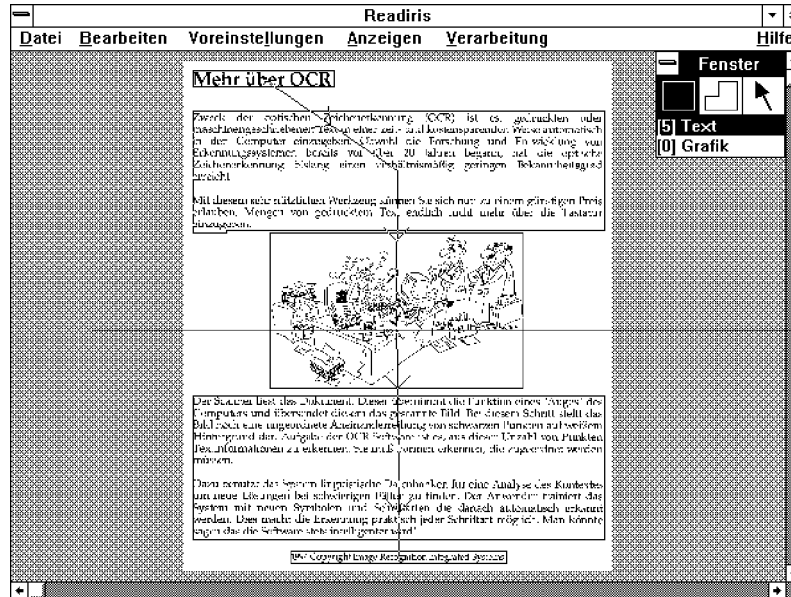 Readiris
Datei Bearbeiten Voreinstellungen Anzeigen Verarbeitung Hilfe
Fenster
[5] Text
[0] Grafik
Mehr über OCR
Zweck der optischen Zeichenerkennung (OCR) ist es, gedruckten oder
maschinengeschriebenen Text in einer zeit- und kostensparenden Weise automatisch
in den Computer einzugeben. Obwohl die Forschung und Entwicklung von
Erkennungssystemen bereits vor über 20 Jahren begann, hat die optische
Zeichenerkennung bislang einen verhältnismäßig geringen Bekanntheitsgrad
erreicht.
Mit diesem sehr nützlichen Werkzeug können Sie sich nun zu einem günstigen Preis
erlauben, Mengen von gedrucktem Text endlich nicht mehr über die Tastatur
einzugeben.
Der Scanner liest das Dokument. Dieser übernimmt die Funktion eines "Auges" des
Computers und übersendet diesem das gescannte Bild. Bei diesem Schritt stellt das
Bild noch eine ungeordnete Aneinanderreihung von schwarzen Punkten auf weißem
Hintergrund dar. Aufgabe der OCR Software ist es, aus dieser Unzahl von Punkten
Textinformationen zu erkennen. Sie muß Formen erkennen, die zugeordnet werden
müssen.
Dazu benutzt das System linguistische Datenbanken für eine Analyse des Kontextes
um neue Lösungen bei schwierigen Fällen zu finden. Der Anwender trainiert das
System mit neuen Symbolen und Schriftarten die danach automatisch erkannt
werden. Dies macht die Erkennung praktisch jeder Schriftart möglich. Man könnte
sagen das die Software stets intelligenter wird!
Copyright Image Recognition Integrated Systems